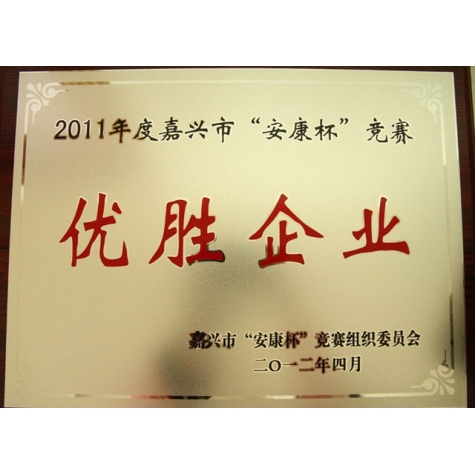 2011年度嘉兴市“安康杯”竞赛
优胜企业
嘉兴市“安康杯”竞赛组织委员会
二〇一二年四月